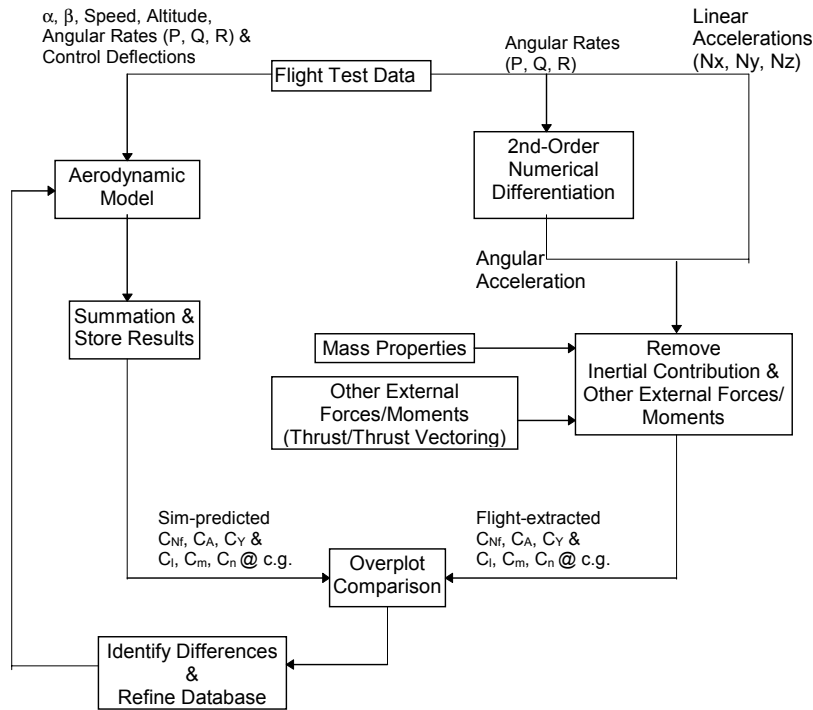 α, β, Speed, Altitude,
Angular Rates (P, Q, R) &
Control Deflections
Flight Test Data
Angular Rates
(P, Q, R)
Linear
Accelerations
(Nx, Ny, Nz)
Aerodynamic
Model
2nd-Order
Numerical
Differentiation
Angular
Acceleration
Summation &
Store Results
Mass Properties
Other External
Forces/Moments
(Thrust/Thrust Vectoring)
Remove
Inertial Contribution &
Other External Forces/
Moments
Sim-predicted
CNf, CA, CY &
Cl, Cm, Cn @ c.g.
Flight-extracted
CNf, CA, CY &
Cl, Cm, Cn @ c.g.
Overplot
Comparison
Identify Differences
&
Refine Database